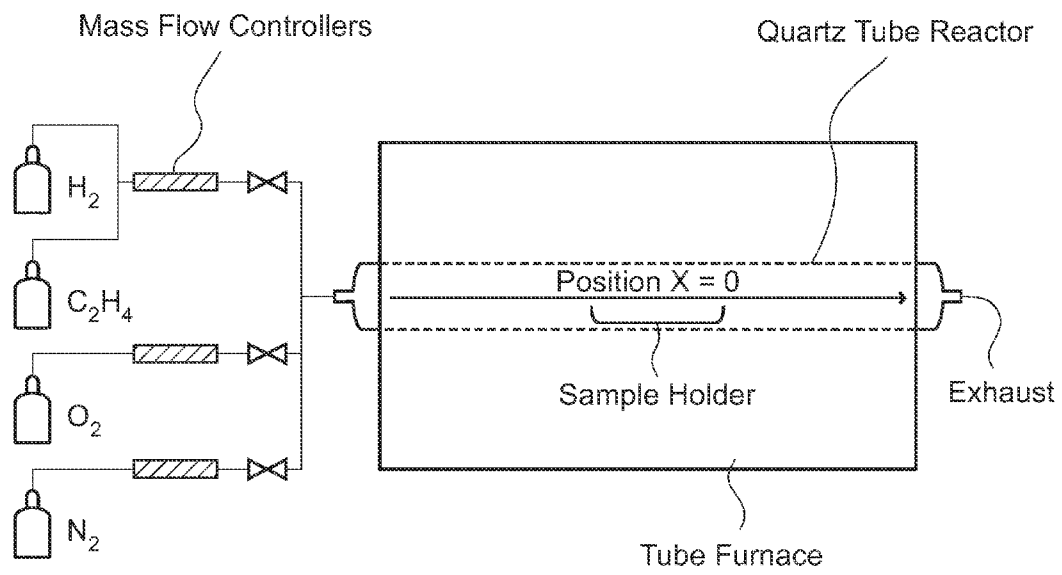 Mass Flow Controllers
Quartz Tube Reactor
H₂
Position X = 0
C₂H₄
Sample Holder
Exhaust
O₂
N₂
Tube Furnace